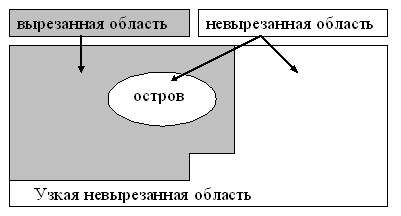 вырезанная область
невырезанная область
остров
Узкая невырезанная область